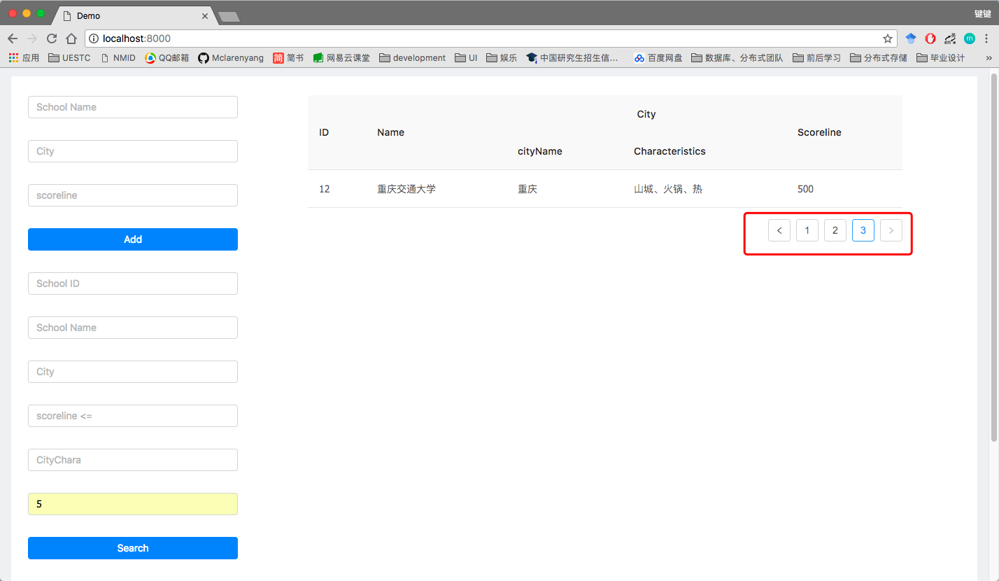 Demo
键键
localhost:8000
m
应用 UESTC NMID QQ邮箱 Mclarenyang 简 简书 网易云课堂 development UI 娱乐 中国研究生招生信... 百度网盘 数据库、分布式团队 前后学习 分布式存储 毕业设计 »
School Name
City
scoreline
Add
School ID
School Name
City
scoreline <=
CityChara
5
Search
City
ID Name Scoreline
cityName Characteristics
12 重庆交通大学 重庆 山城、火锅、热 500
< 1 2 3 >